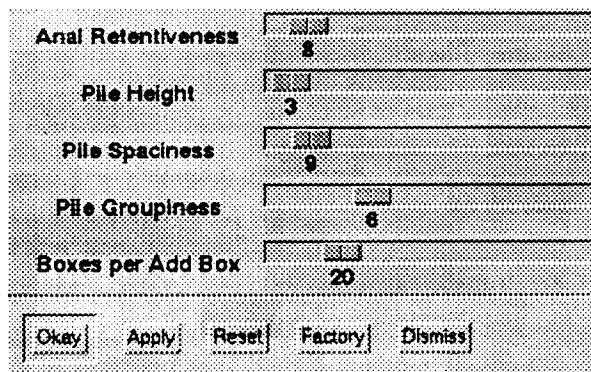 Anal Retentiveness
8
Pile Height
3
Pile Spaciness
9
Pile Groupiness
6
Boxes per Add Box
20
Okay Apply Reset Factory Dismiss